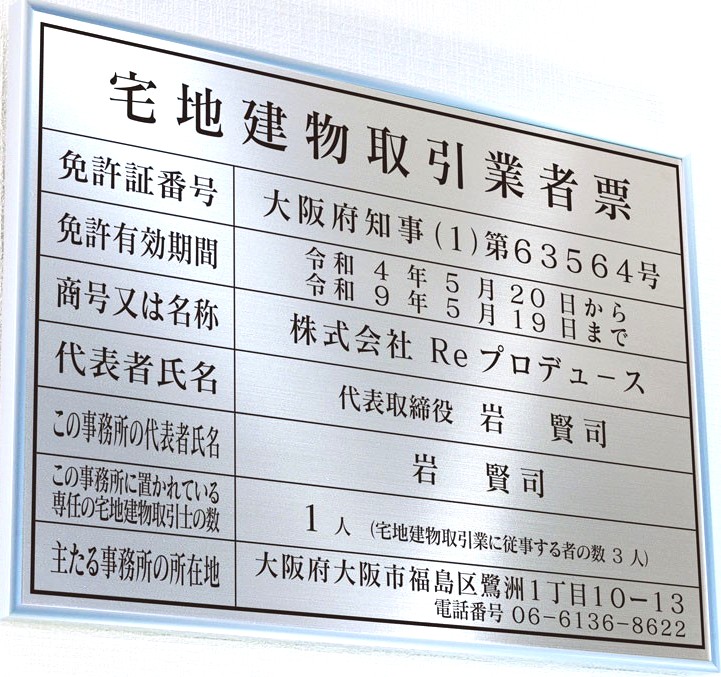 宅地建物取引業者票
免許証番号 大阪府知事(1)第63564号
免許有効期間 令和 4 年 5 月 20 日から
令和 9 年 5 月 19 日まで
商号又は名称 株式会社 Re プロデュース
代表者氏名 代表取締役 岩 賢司
この事務所の代表者氏名 岩 賢司
この事務所に置かれている
専任の宅地建物取引士の数 1 人 (宅地建物取引業に従事する者の数 3 人)
主たる事務所の所在地 大阪府大阪市福島区鷺洲1丁目10-13
電話番号 06-6136-8622